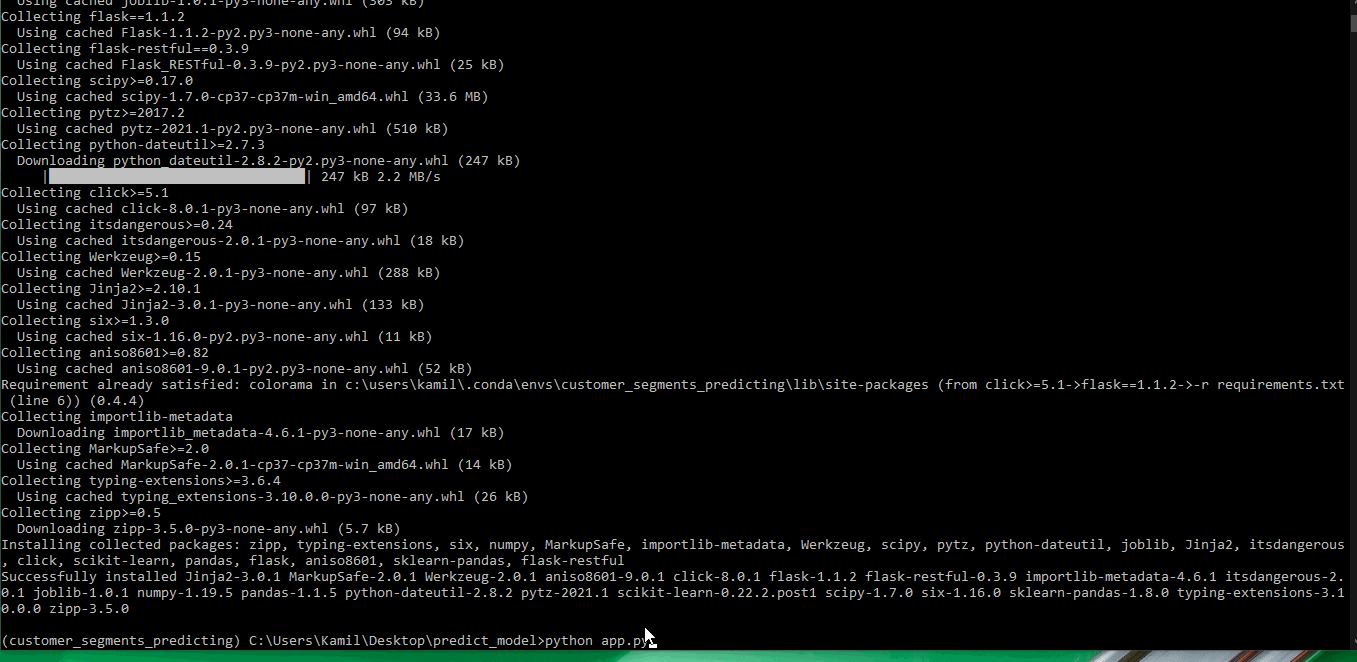 Using cached joblib-1.0.1-py3-none-any.whl (303 kB)
Collecting flask==1.1.2
Using cached Flask-1.1.2-py2.py3-none-any.whl (94 kB)
Collecting flask-restful==0.3.9
Using cached Flask_RESTful-0.3.9-py2.py3-none-any.whl (25 kB)
Collecting scipy>=0.17.0
Using cached scipy-1.7.0-cp37-cp37m-win_amd64.whl (33.6 MB)
Collecting pytz>=2017.2
Using cached pytz-2021.1-py2.py3-none-any.whl (510 kB)
Collecting python-dateutil>=2.7.3
Downloading python_dateutil-2.8.2-py2.py3-none-any.whl (247 kB)
| | 247 kB 2.2 MB/s
Collecting click>=5.1
Using cached click-8.0.1-py3-none-any.whl (97 kB)
Collecting itsdangerous>=0.24
Using cached itsdangerous-2.0.1-py3-none-any.whl (18 kB)
Collecting Werkzeug>=0.15
Using cached Werkzeug-2.0.1-py3-none-any.whl (288 kB)
Collecting Jinja2>=2.10.1
Using cached Jinja2-3.0.1-py3-none-any.whl (133 kB)
Collecting six>=1.3.0
Using cached six-1.16.0-py2.py3-none-any.whl (11 kB)
Collecting aniso8601>=0.82
Using cached aniso8601-9.0.1-py2.py3-none-any.whl (52 kB)
Requirement already satisfied: colorama in c:\users\kamil\.conda\envs\customer_segments_predicting\lib\site-packages (from click>=5.1->flask==1.1.2->-r requirements.txt
(line 6)) (0.4.4)
Collecting importlib-metadata
Downloading importlib_metadata-4.6.1-py3-none-any.whl (17 kB)
Collecting MarkupSafe>=2.0
Using cached MarkupSafe-2.0.1-cp37-cp37m-win_amd64.whl (14 kB)
Collecting typing-extensions>=3.6.4
Using cached typing_extensions-3.10.0.0-py3-none-any.whl (26 kB)
Collecting zipp>=0.5
Downloading zipp-3.5.0-py3-none-any.whl (5.7 kB)
Installing collected packages: zipp, typing-extensions, six, numpy, MarkupSafe, importlib-metadata, Werkzeug, scipy, pytz, python-dateutil, joblib, Jinja2, itsdangerous
, click, scikit-learn, pandas, flask, aniso8601, sklearn-pandas, flask-restful
Successfully installed Jinja2-3.0.1 MarkupSafe-2.0.1 Werkzeug-2.0.1 aniso8601-9.0.1 click-8.0.1 flask-1.1.2 flask-restful-0.3.9 importlib-metadata-4.6.1 itsdangerous-2.
0.1 joblib-1.0.1 numpy-1.19.5 pandas-1.1.5 python-dateutil-2.8.2 pytz-2021.1 scikit-learn-0.22.2.post1 scipy-1.7.0 six-1.16.0 sklearn-pandas-1.8.0 typing-extensions-3.1
0.0.0 zipp-3.5.0
(customer_segments_predicting) C:\Users\Kamil\Desktop\predict_model>python app.py